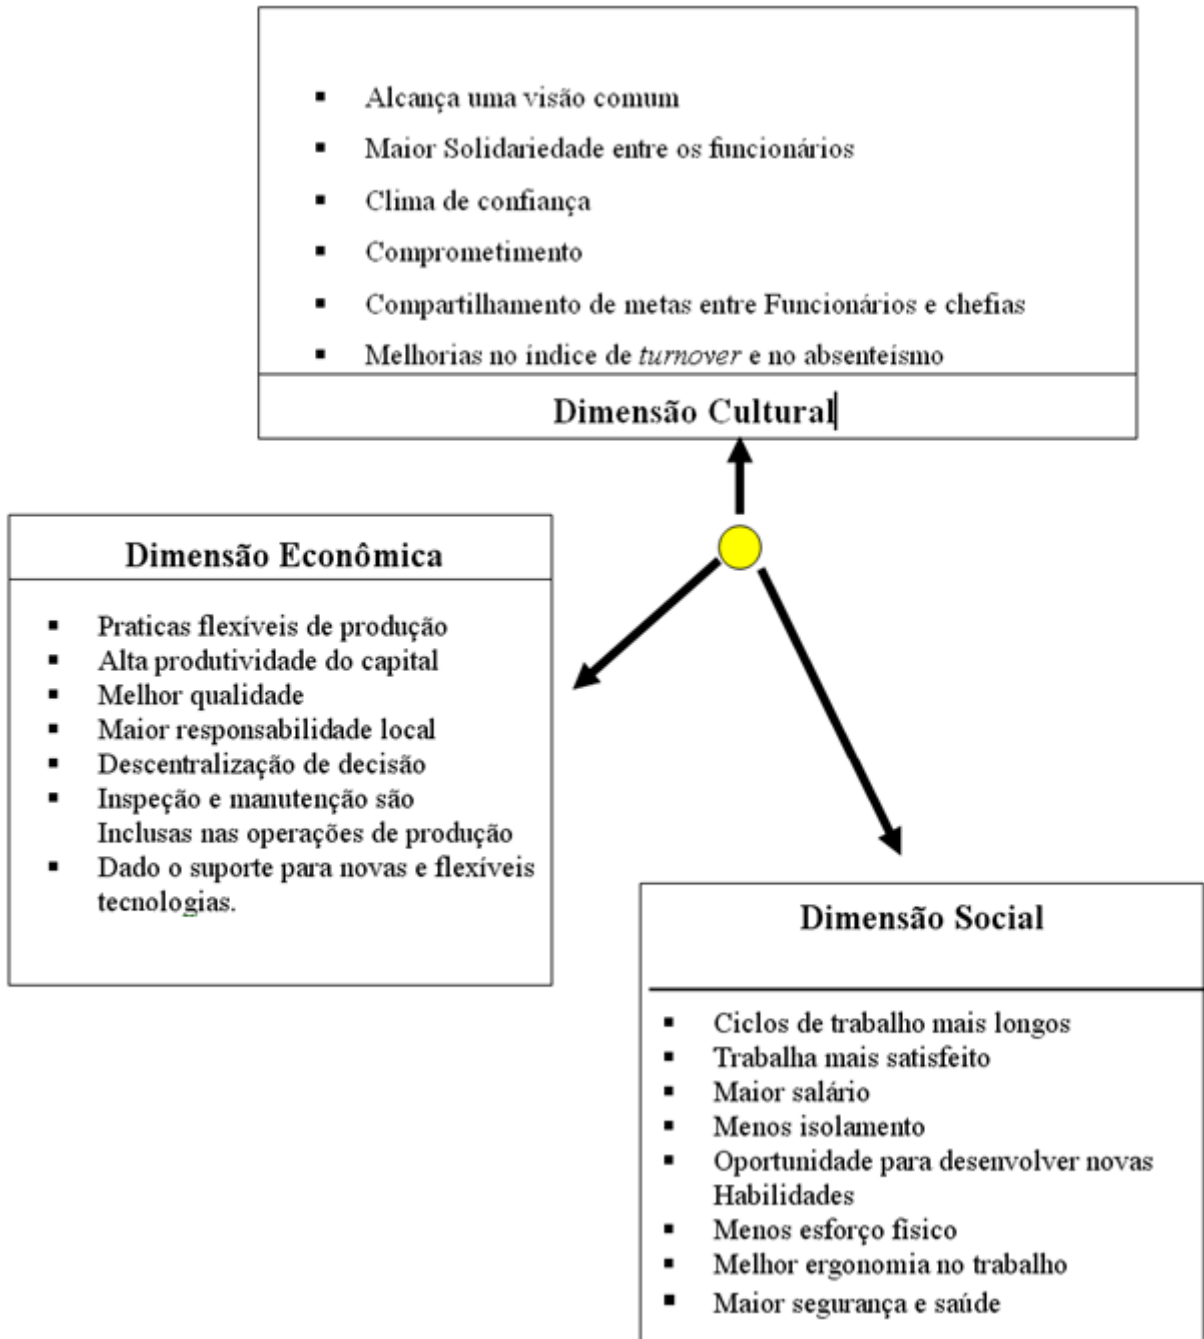 ▪ Alcança uma visão comum
▪ Maior Solidariedade entre os funcionários
▪ Clima de confiança
▪ Comprometimento
▪ Compartilhamento de metas entre Funcionários e chefias
▪ Melhorias no índice de turnover e no absenteísmo
Dimensão Cultural
Dimensão Econômica
▪ Praticas flexíveis de produção
▪ Alta produtividade do capital
▪ Melhor qualidade
▪ Maior responsabilidade local
▪ Descentralização de decisão
▪ Inspeção e manutenção são
Inclusas nas operações de produção
▪ Dado o suporte para novas e flexíveis
tecnologias.
Dimensão Social
▪ Ciclos de trabalho mais longos
▪ Trabalha mais satisfeito
▪ Maior salário
▪ Menos isolamento
▪ Oportunidade para desenvolver novas
Habilidades
▪ Menos esforço físico
▪ Melhor ergonomia no trabalho
▪ Maior segurança e saúde